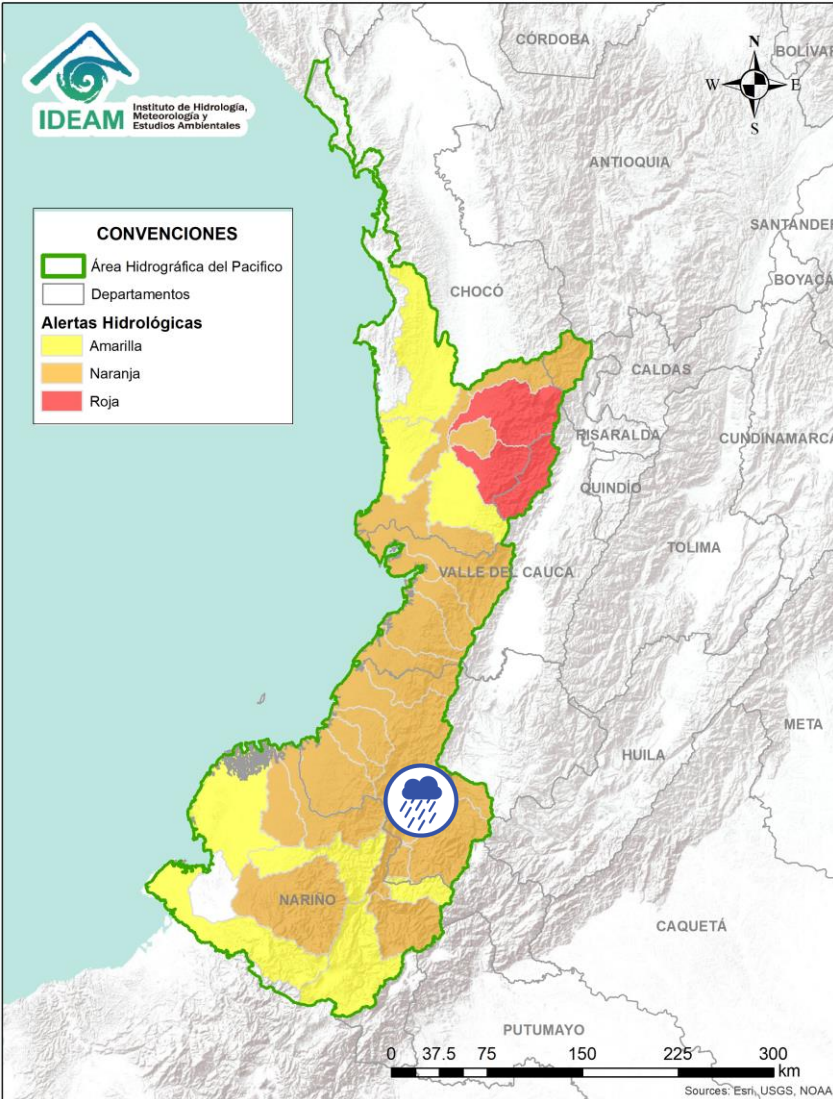 IDEAM
Instituto de Hidrología,
Meteorología y
Estudios Ambientales
N
W
E
S
CÓRDOBA
BOLÍVAR
ANTIOQUIA
SANTANDER
BOYACÁ
CONVENCIONES
Área Hidrográfica del Pacifico
Departamentos
Alertas Hidrológicas
Amarilla
Naranja
Roja
CHOCÓ
CALDAS
RISARALDA
CUNDINAMARCA
QUINDÍO
TOLIMA
VALLE DEL CAUCA
META
HUILA
NARIÑO
CAQUETÁ
PUTUMAYO
0 37.5 75 150 225 300
km
Sources: Esri, USGS, NOAA